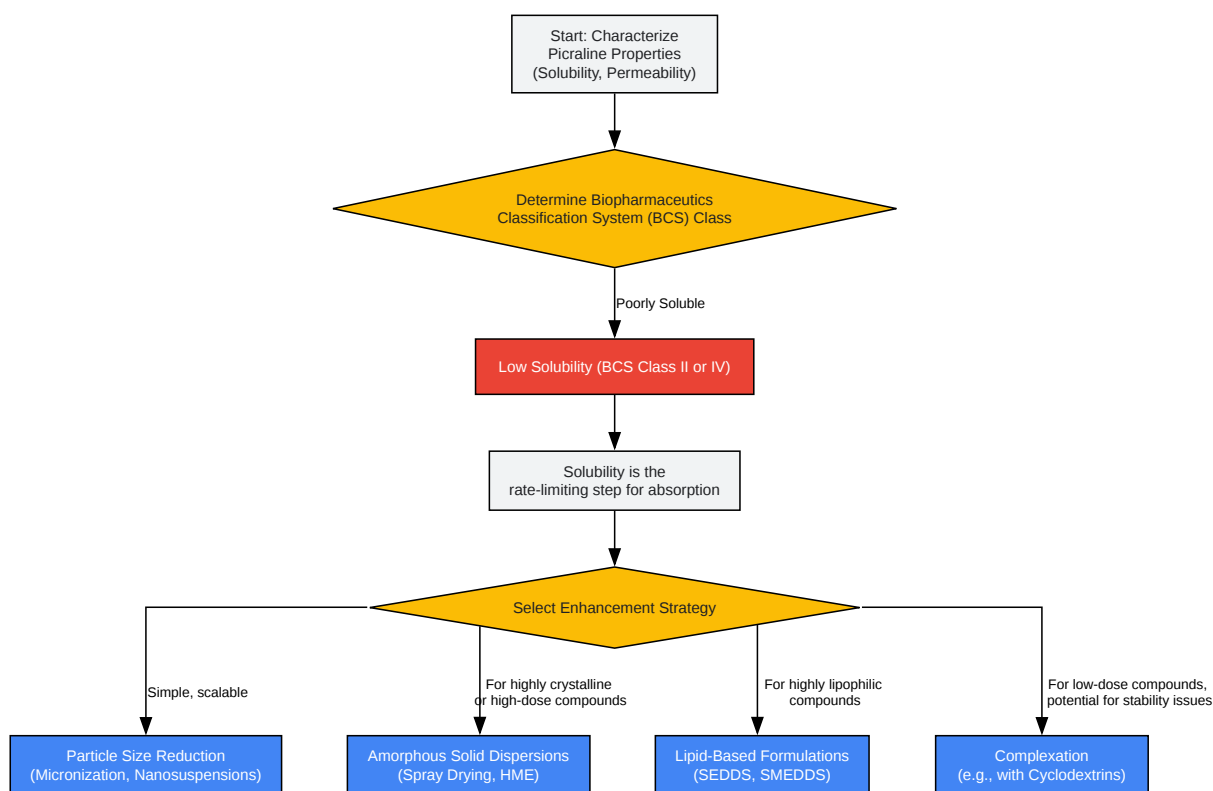 Start: Characterize
Picraline Properties
(Solubility, Permeability)
Determine Biopharmaceutics
Classification System (BCS) Class
Poorly Soluble
Low Solubility (BCS Class II or IV)
Solubility is the
rate-limiting step for absorption
Select Enhancement Strategy
Simple, scalable
For highly crystalline
or high-dose compounds
For highly lipophilic
compounds
For low-dose compounds,
potential for stability issues
Particle Size Reduction
(Micronization, Nanosuspensions)
Amorphous Solid Dispersions
(Spray Drying, HME)
Lipid-Based Formulations
(SEDDS, SMEDDS)
Complexation
(e.g., with Cyclodextrins)